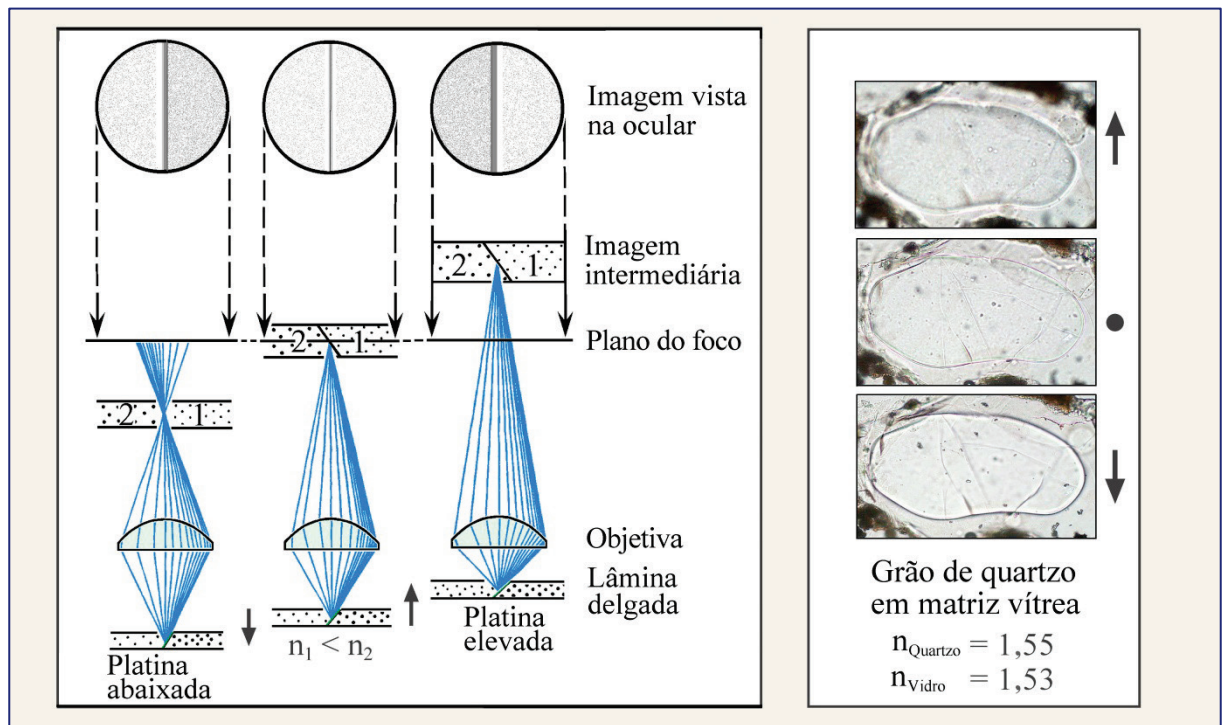 Imagem vista
na ocular
Imagem
intermediária
2 1
2 1
Plano do foco
2 1
Objetiva
Lâmina
delgada
Platina
elevada
n1 < n2
Platina
abaixada
Grão de quartzo
em matriz vítrea
nQuartzo = 1,55
nVidro = 1,53